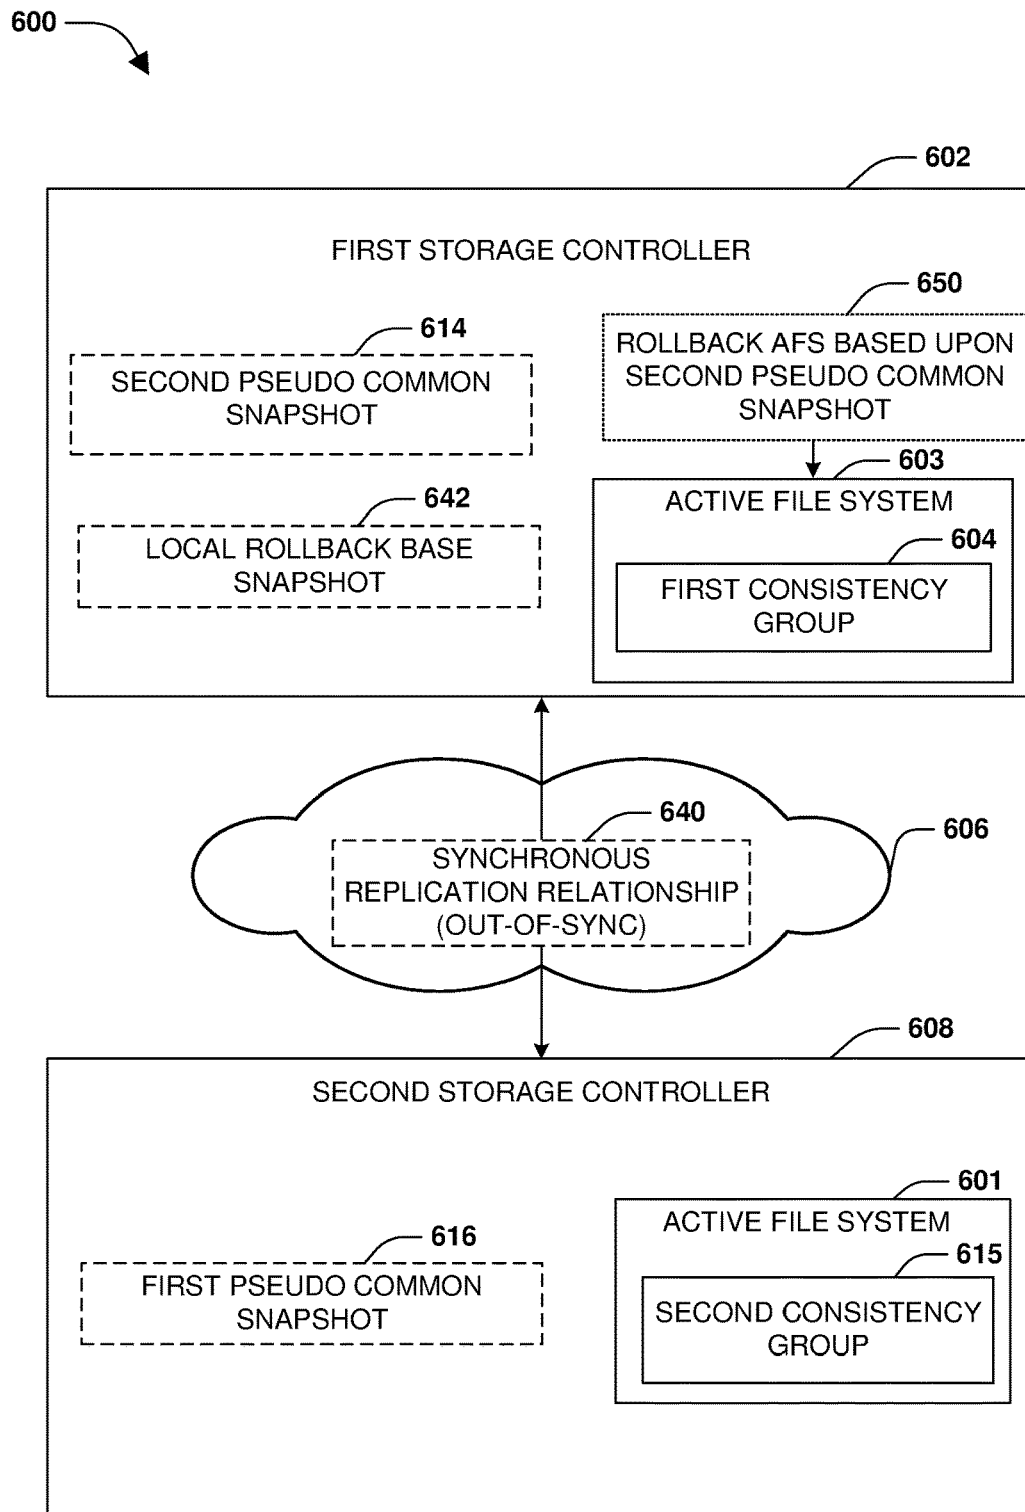 600
602
FIRST STORAGE CONTROLLER
650
ROLLBACK AFS BASED UPON
SECOND PSEUDO COMMON
SNAPSHOT
614
SECOND PSEUDO COMMON
SNAPSHOT
603
ACTIVE FILE SYSTEM
642
LOCAL ROLLBACK BASE
SNAPSHOT
604
FIRST CONSISTENCY
GROUP
640
SYNCHRONOUS
REPLICATION RELATIONSHIP
(OUT-OF-SYNC)
606
608
SECOND STORAGE CONTROLLER
601
ACTIVE FILE SYSTEM
616
FIRST PSEUDO COMMON
SNAPSHOT
615
SECOND CONSISTENCY
GROUP